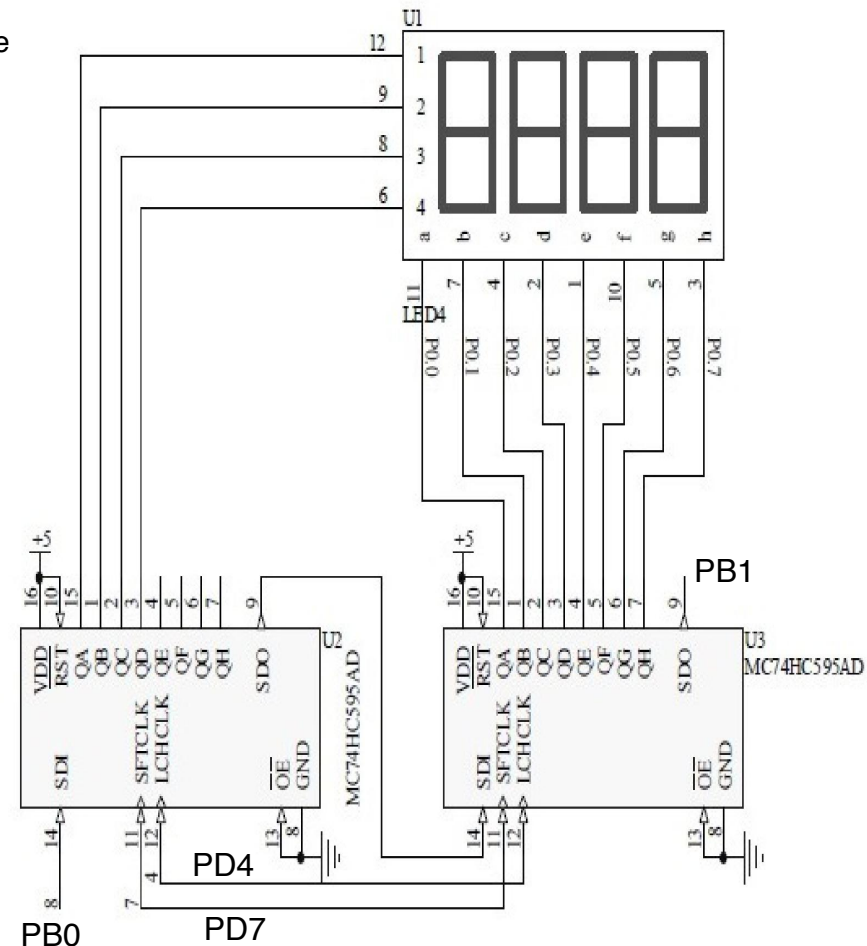 e
U1
12 1
9 2
8 3
6 4
a b c d e f g h
11 7 4 2 1 10 5 3
LED4
P0.0 P0.1 P0.2 P0.3 P0.4 P0.5 P0.6 P0.7
+5
16 10 15 1 2 3 4 5 6 7 9
VDD RST QA QB QC QD QE QF QG QH SDO
U2
MC74HC595AD
SDI SFTCLK LCHCLK OE GND
14 11 12 13 8
8 7 4
PB0
PD4
PD7
+5
16 10 15 1 2 3 4 5 6 7 9
PB1
VDD RST QA QB QC QD QE QF QG QH SDO
U3
MC74HC595AD
SDI SFTCLK LCHCLK OE GND
14 11 12 13 8